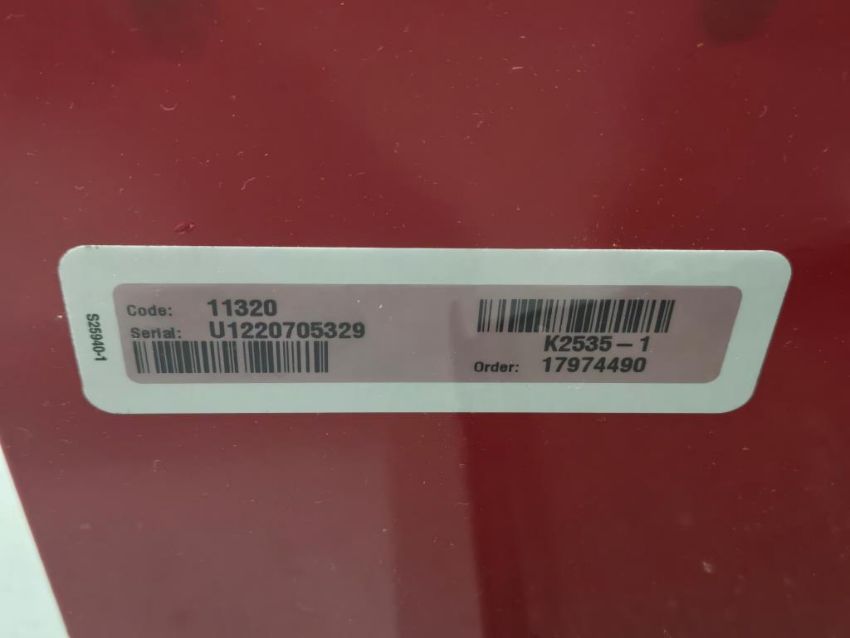 S25940-1
Code: 11320
Serial: U1220705329
K2535-1
Order: 17974490